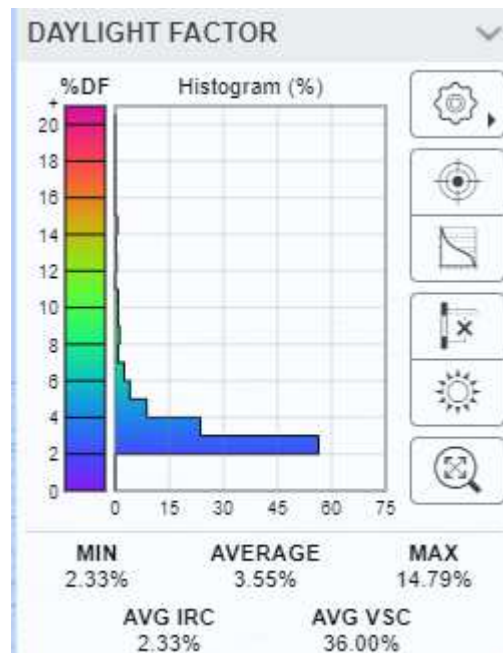 DAYLIGHT FACTOR
%DF Histogram (%)
+
20
18
16
14
12
10
8
6
4
2
0
0 15 30 45 60 75
MIN AVERAGE MAX
2.33% 3.55% 14.79%
AVG IRC AVG VSC
2.33% 36.00%